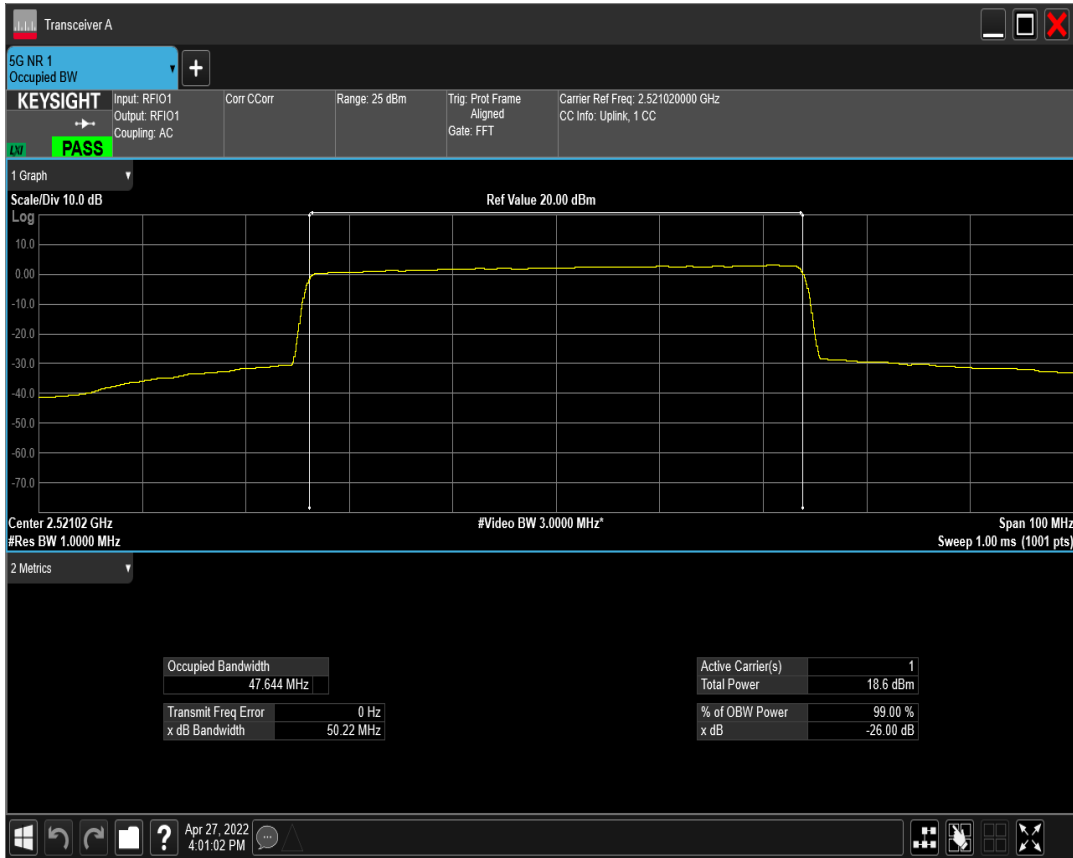 Transceiver A
5G NR 1
Occupied BW
KEYSIGHT
LXI
PASS
Input: RFIO1
Output: RFIO1
Coupling: AC
Corr CCorr
Range: 25 dBm
Trig: Prot Frame
Aligned
Gate: FFT
Carrier Ref Freq: 2.521020000 GHz
CC Info: Uplink, 1 CC
1 Graph
Scale/Div 10.0 dB
Ref Value 20.00 dBm
Log
10.0
0.00
-10.0
-20.0
-30.0
-40.0
-50.0
-60.0
-70.0
Center 2.52102 GHz
#Video BW 3.0000 MHz*
Span 100 MHz
#Res BW 1.0000 MHz
Sweep 1.00 ms (1001 pts)
2 Metrics
Occupied Bandwidth
47.644 MHz
Transmit Freq Error 0 Hz
x dB Bandwidth 50.22 MHz
Active Carrier(s) 1
Total Power 18.6 dBm
% of OBW Power 99.00 %
x dB -26.00 dB
Apr 27, 2022
4:01:02 PM